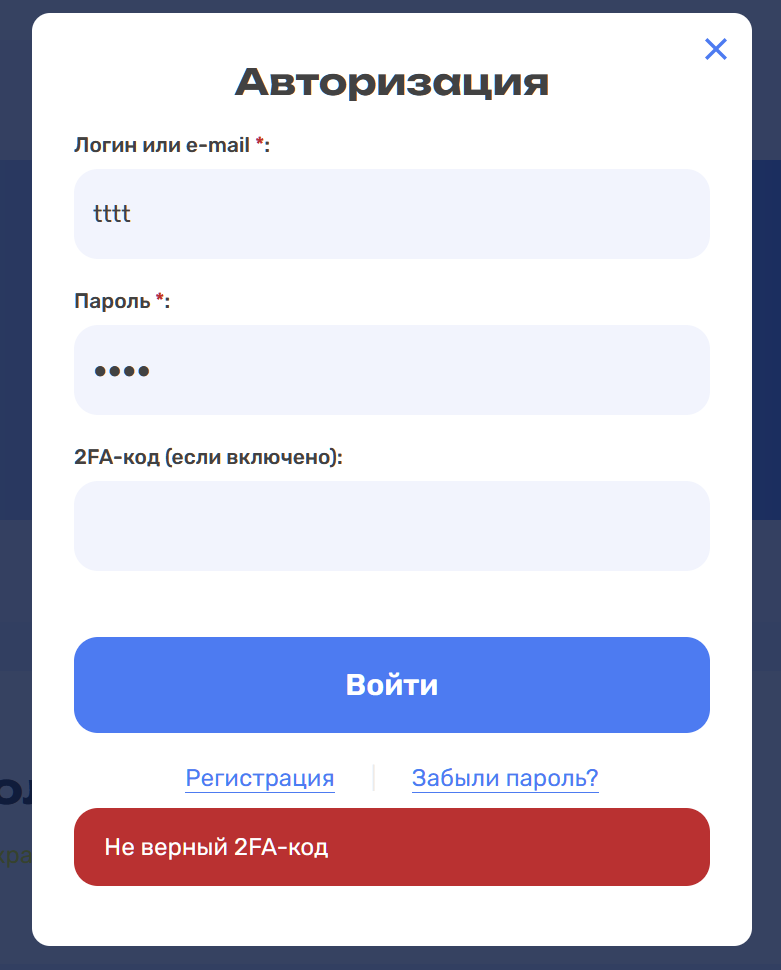 Авторизация
Логин или e-mail *:
tttt
Пароль *:
••••
2FA-код (если включено):
Войти
Регистрация
Забыли пароль?
Не верный 2FA-код